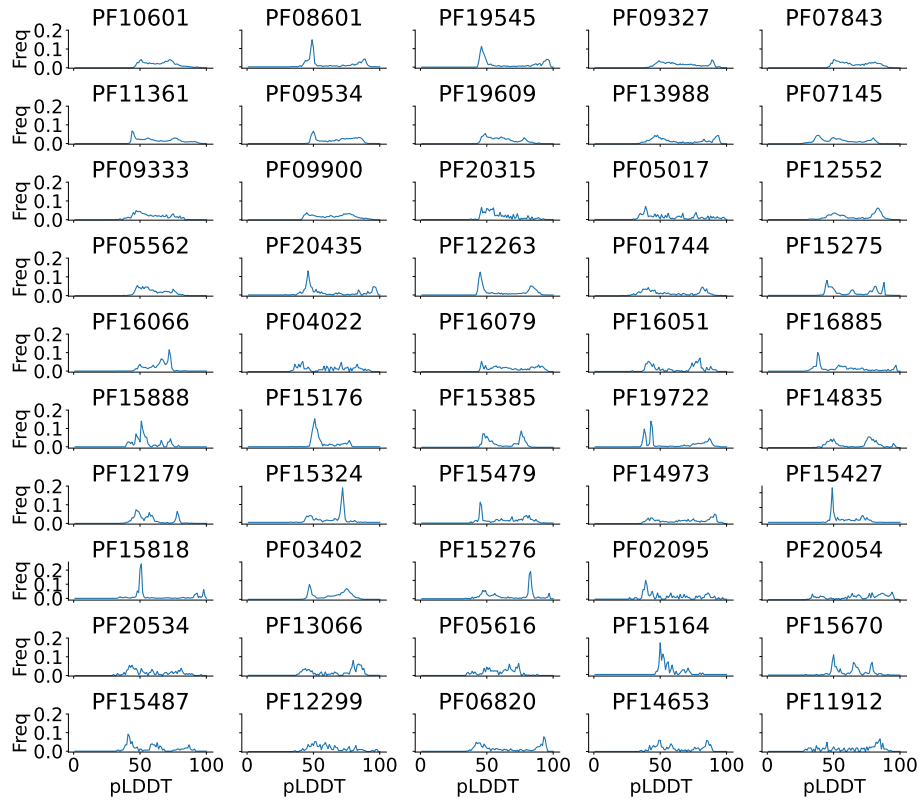 PF10601 PF08601 PF19545 PF09327 PF07843
Freq 0.2 0.0
PF11361 PF09534 PF19609 PF13988 PF07145
Freq 0.2 0.1 0.0
PF09333 PF09900 PF20315 PF05017 PF12552
Freq 0.2 0.1 0.0
PF05562 PF20435 PF12263 PF01744 PF15275
Freq 0.2 0.1 0.0
PF16066 PF04022 PF16079 PF16051 PF16885
Freq 0.2 0.1 0.0
PF15888 PF15176 PF15385 PF19722 PF14835
Freq 0.2 0.1 0.0
PF12179 PF15324 PF15479 PF14973 PF15427
Freq 0.2 0.1 0.0
PF15818 PF03402 PF15276 PF02095 PF20054
Freq 0.2 0.1 0.0
PF20534 PF13066 PF05616 PF15164 PF15670
Freq 0.2 0.1 0.0
PF15487 PF12299 PF06820 PF14653 PF11912
Freq 0.2 0.1 0.0
0 50 100 0 50 100 0 50 100 0 50 100 0 50 100
pLDDT pLDDT pLDDT pLDDT pLDDT